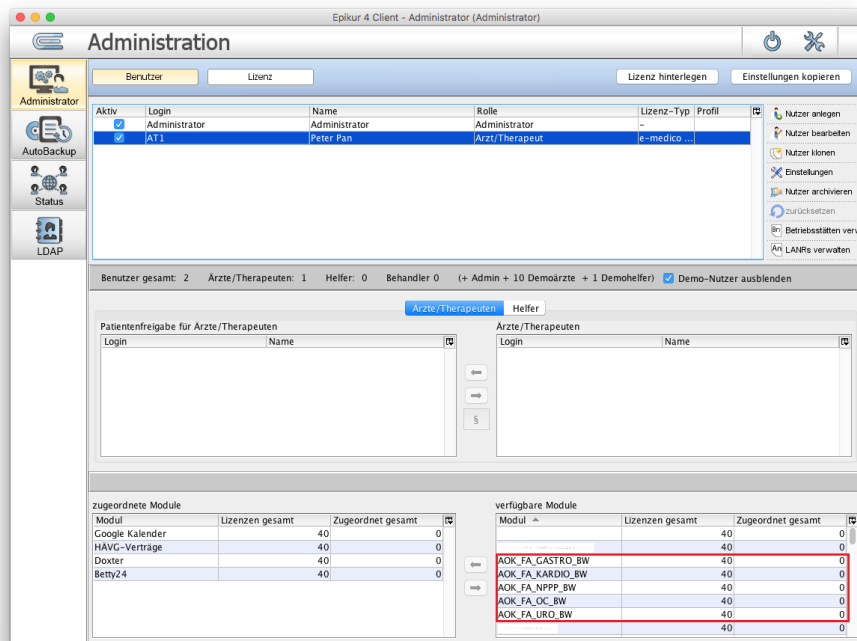 Epikur 4 Client - Administrator (Administrator)
Administration
Administrator
AutoBackup
Status
LDAP
Benutzer Lizenz Lizenz hinterlegen Einstellungen kopieren
Aktiv Login Name Rolle Lizenz-Typ Profil
Administrator Administrator Administrator -
AT1 Peter Pan Arzt/Therapeut e-medico ...
Nutzer anlegen
Nutzer bearbeiten
Nutzer klonen
Einstellungen
Nutzer archivieren
zurücksetzen
Bn Betriebsstätten verv
An LANRs verwalten
Benutzer gesamt: 2 Ärzte/Therapeuten: 1 Helfer: 0 Behandler 0 (+ Admin + 10 Demoärzte + 1 Demohelfer) Demo-Nutzer ausblenden
Ärzte/Therapeuten Helfer
Patientenfreigabe für Ärzte/Therapeuten
Login Name
§
Ärzte/Therapeuten
Login Name
zugeordnete Module
Modul Lizenzen gesamt Zugeordnet gesamt
Google Kalender 40 0
HÄVG-Verträge 40 0
Doxter 40 0
Betty24 40 0
verfügbare Module
Modul Lizenzen gesamt Zugeordnet gesamt
40 0
40 0
AOK_FA_GASTRO_BW 40 0
AOK_FA_KARDIO_BW 40 0
AOK_FA_NPPP_BW 40 0
AOK_FA_OC_BW 40 0
AOK_FA_URO_BW 40 0
40 0